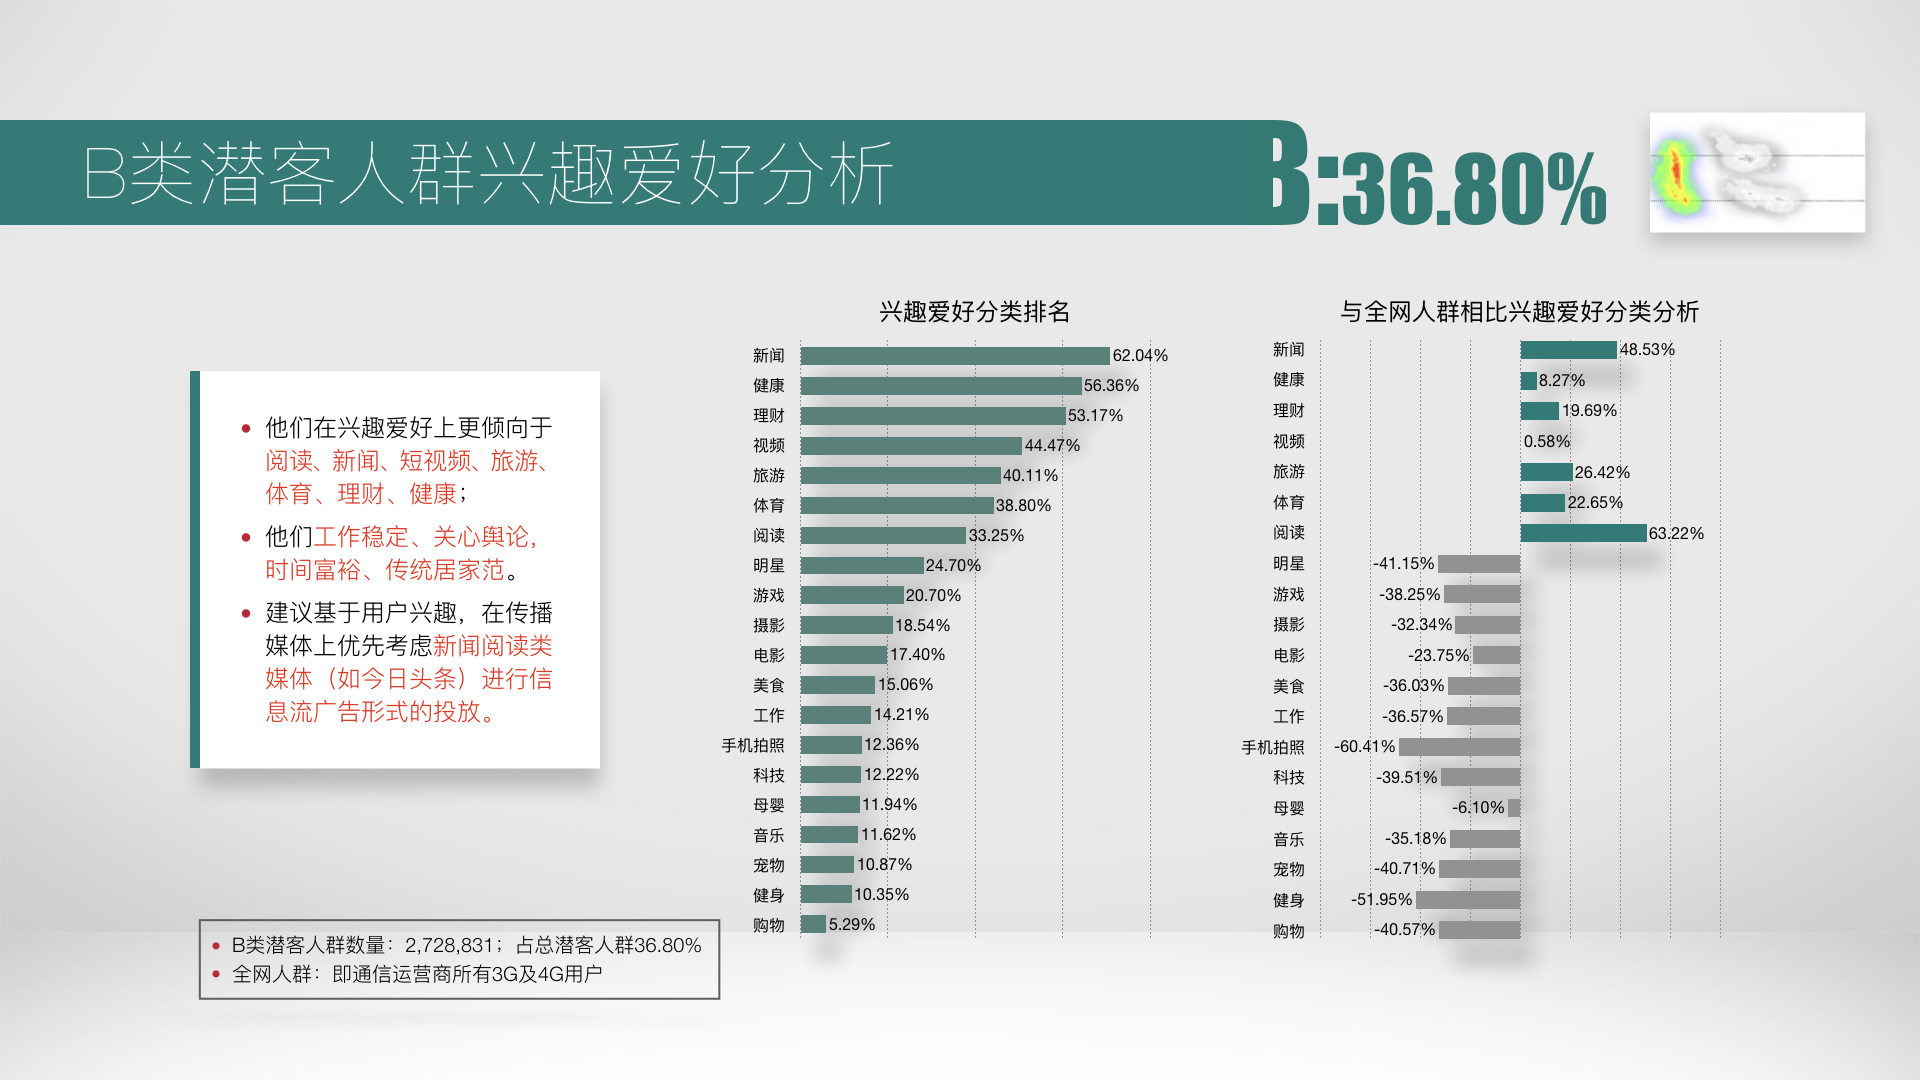 B类潜客人群兴趣爱好分析
B:36.80%
他们在兴趣爱好上更倾向于
阅读、新闻、短视频、旅游、
体育、理财、健康；
他们工作稳定、关心舆论，
时间富裕、传统居家范。
建议基于用户兴趣，在传播
媒体上优先考虑新闻阅读类
媒体（如今日头条）进行信
息流广告形式的投放。
B类潜客人群数量：2,728,831；占总潜客人群36.80%
全网人群：即通信运营商所有3G及4G用户
兴趣爱好分类排名
新闻 62.04%
健康 56.36%
理财 53.17%
视频 44.47%
旅游 40.11%
体育 38.80%
阅读 33.25%
明星 24.70%
游戏 20.70%
摄影 18.54%
电影 17.40%
美食 15.06%
工作 14.21%
手机拍照 12.36%
科技 12.22%
母婴 11.94%
音乐 11.62%
宠物 10.87%
健身 10.35%
购物 5.29%
与全网人群相比兴趣爱好分类分析
新闻 48.53%
健康 8.27%
理财 19.69%
视频 0.58%
旅游 26.42%
体育 22.65%
阅读 63.22%
明星 -41.15%
游戏 -38.25%
摄影 -32.34%
电影 -23.75%
美食 -36.03%
工作 -36.57%
手机拍照 -60.41%
科技 -39.51%
母婴 -6.10%
音乐 -35.18%
宠物 -40.71%
健身 -51.95%
购物 -40.57%